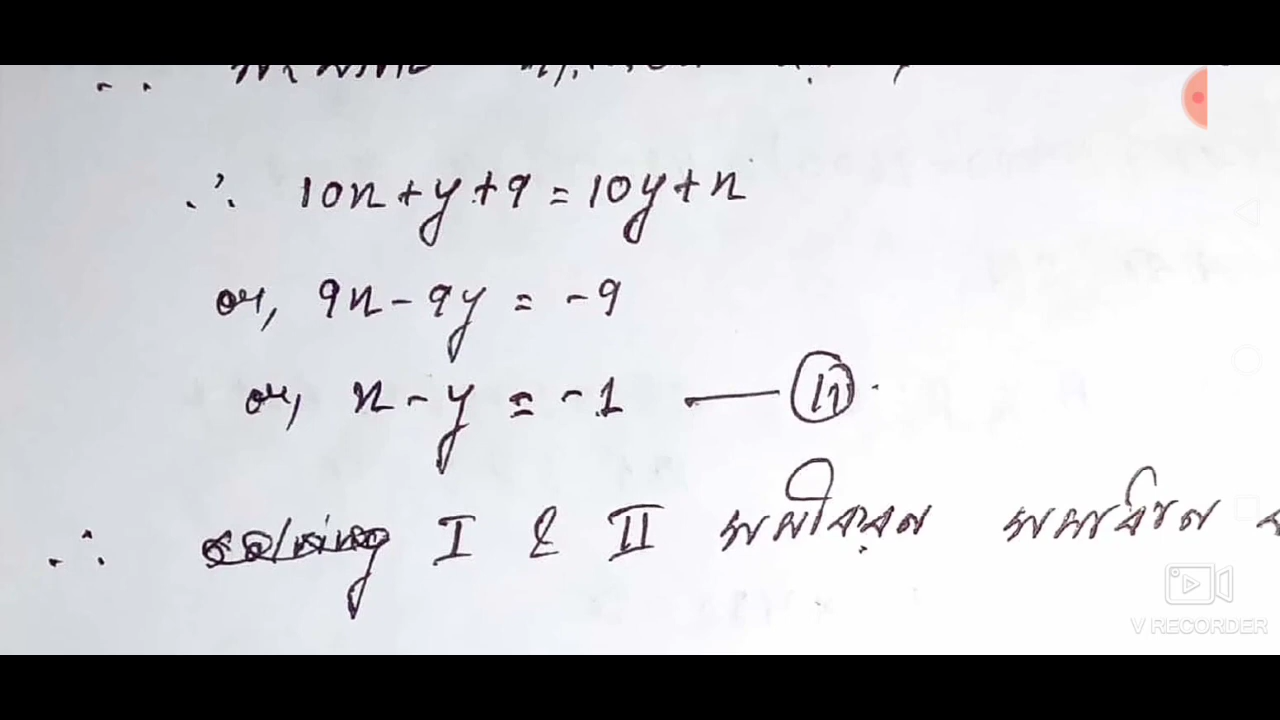 ∴ 10x + y + 9 = 10y + x
or, 9x - 9y = -9
or, x - y = -1 —— (ii)
∴ I & II সমীকরণ সমাধান
V RECORDER